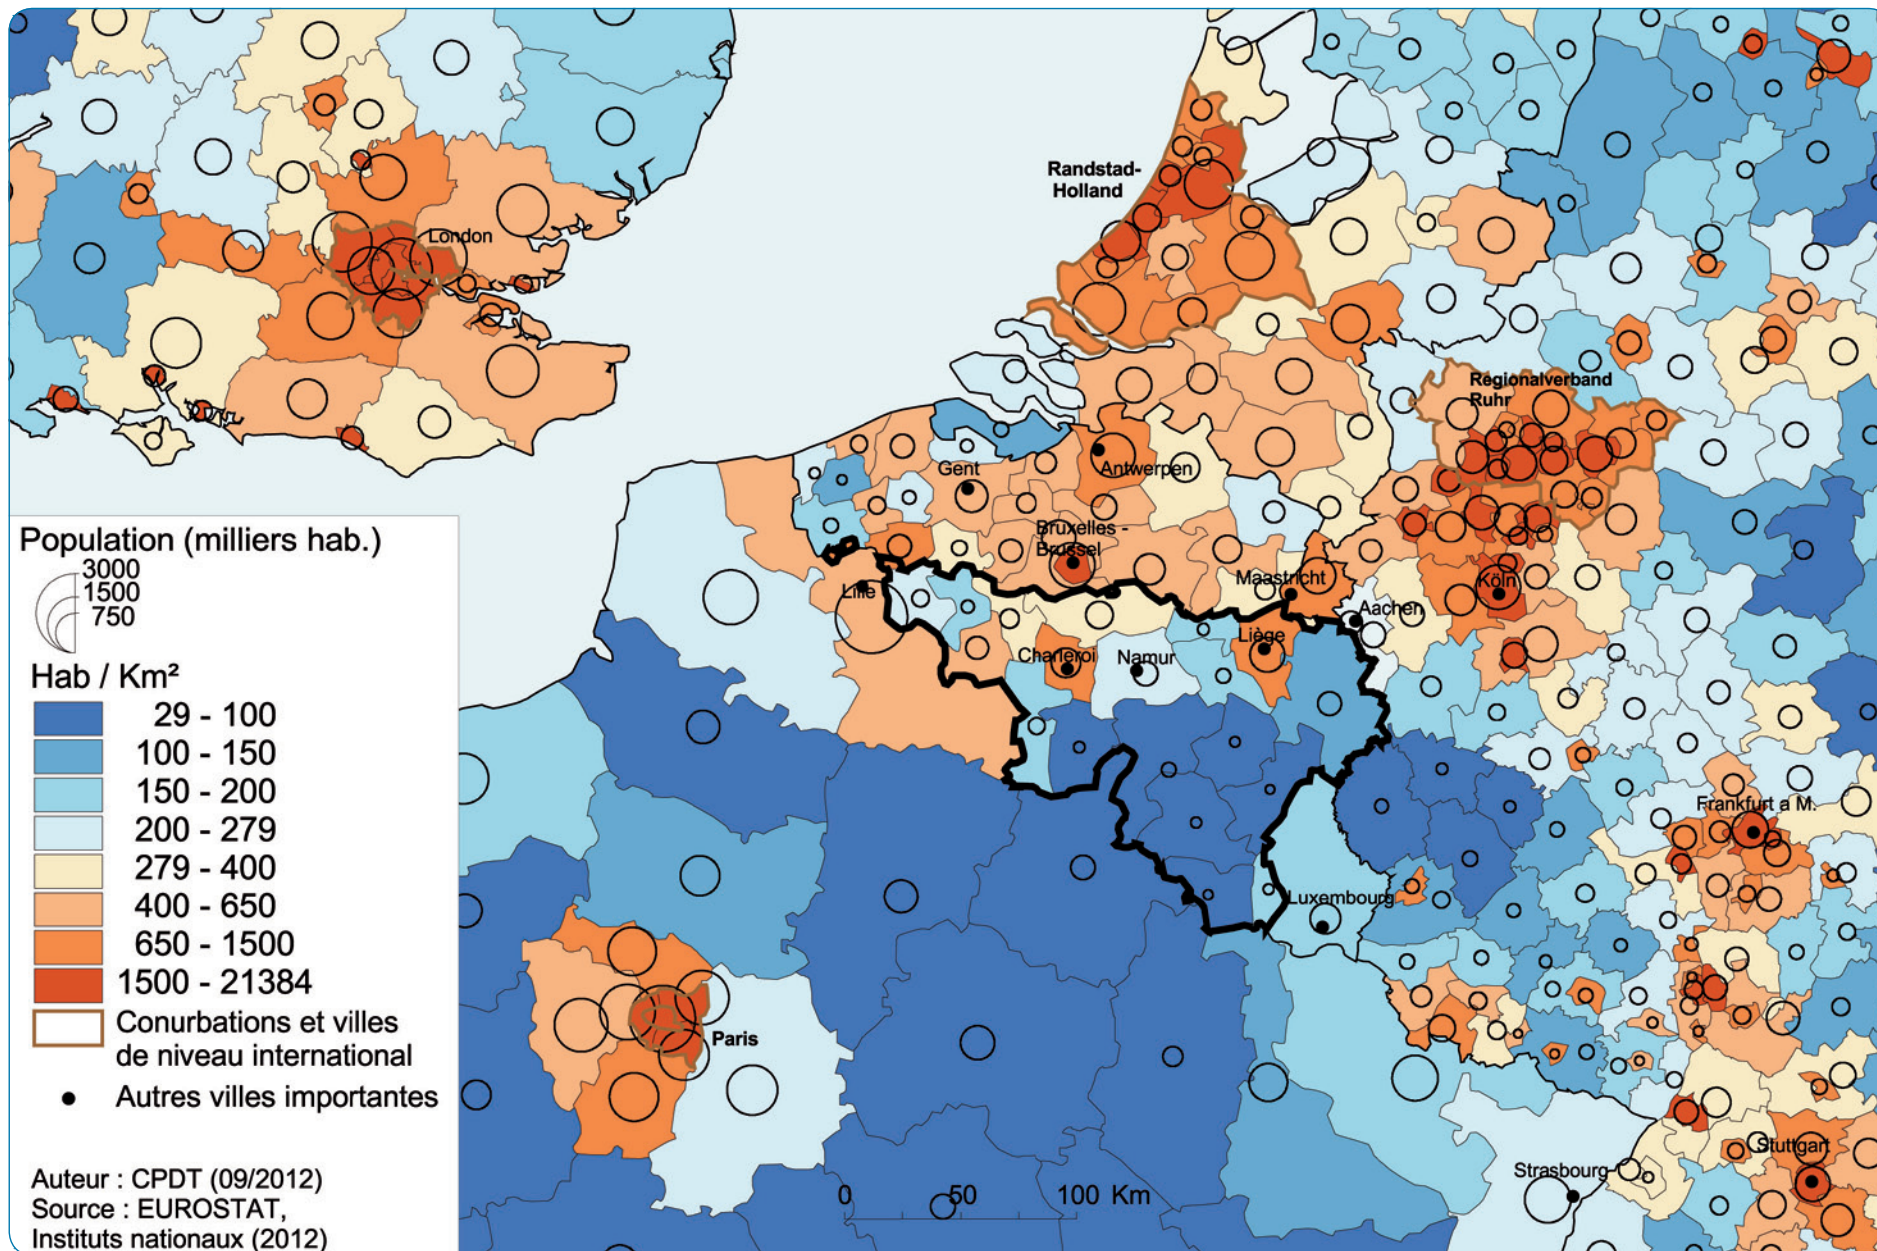 Randstad-
Holland
London
Regionalverband
Ruhr
Gent
Antwerpen
Bruxelles -
Brussel
Maastricht
Köln
Lille
Aachen
Liège
Charleroi
Namur
Frankfurt a M.
Luxembourg
Paris
Stuttgart
Strasbourg
Population (milliers hab.)
3000
1500
750
Hab / Km²
29 - 100
100 - 150
150 - 200
200 - 279
279 - 400
400 - 650
650 - 1500
1500 - 21384
Conurbations et villes
de niveau international
Autres villes importantes
Auteur : CPDT (09/2012)
Source : EUROSTAT,
Instituts nationaux (2012)
0 50 100 Km